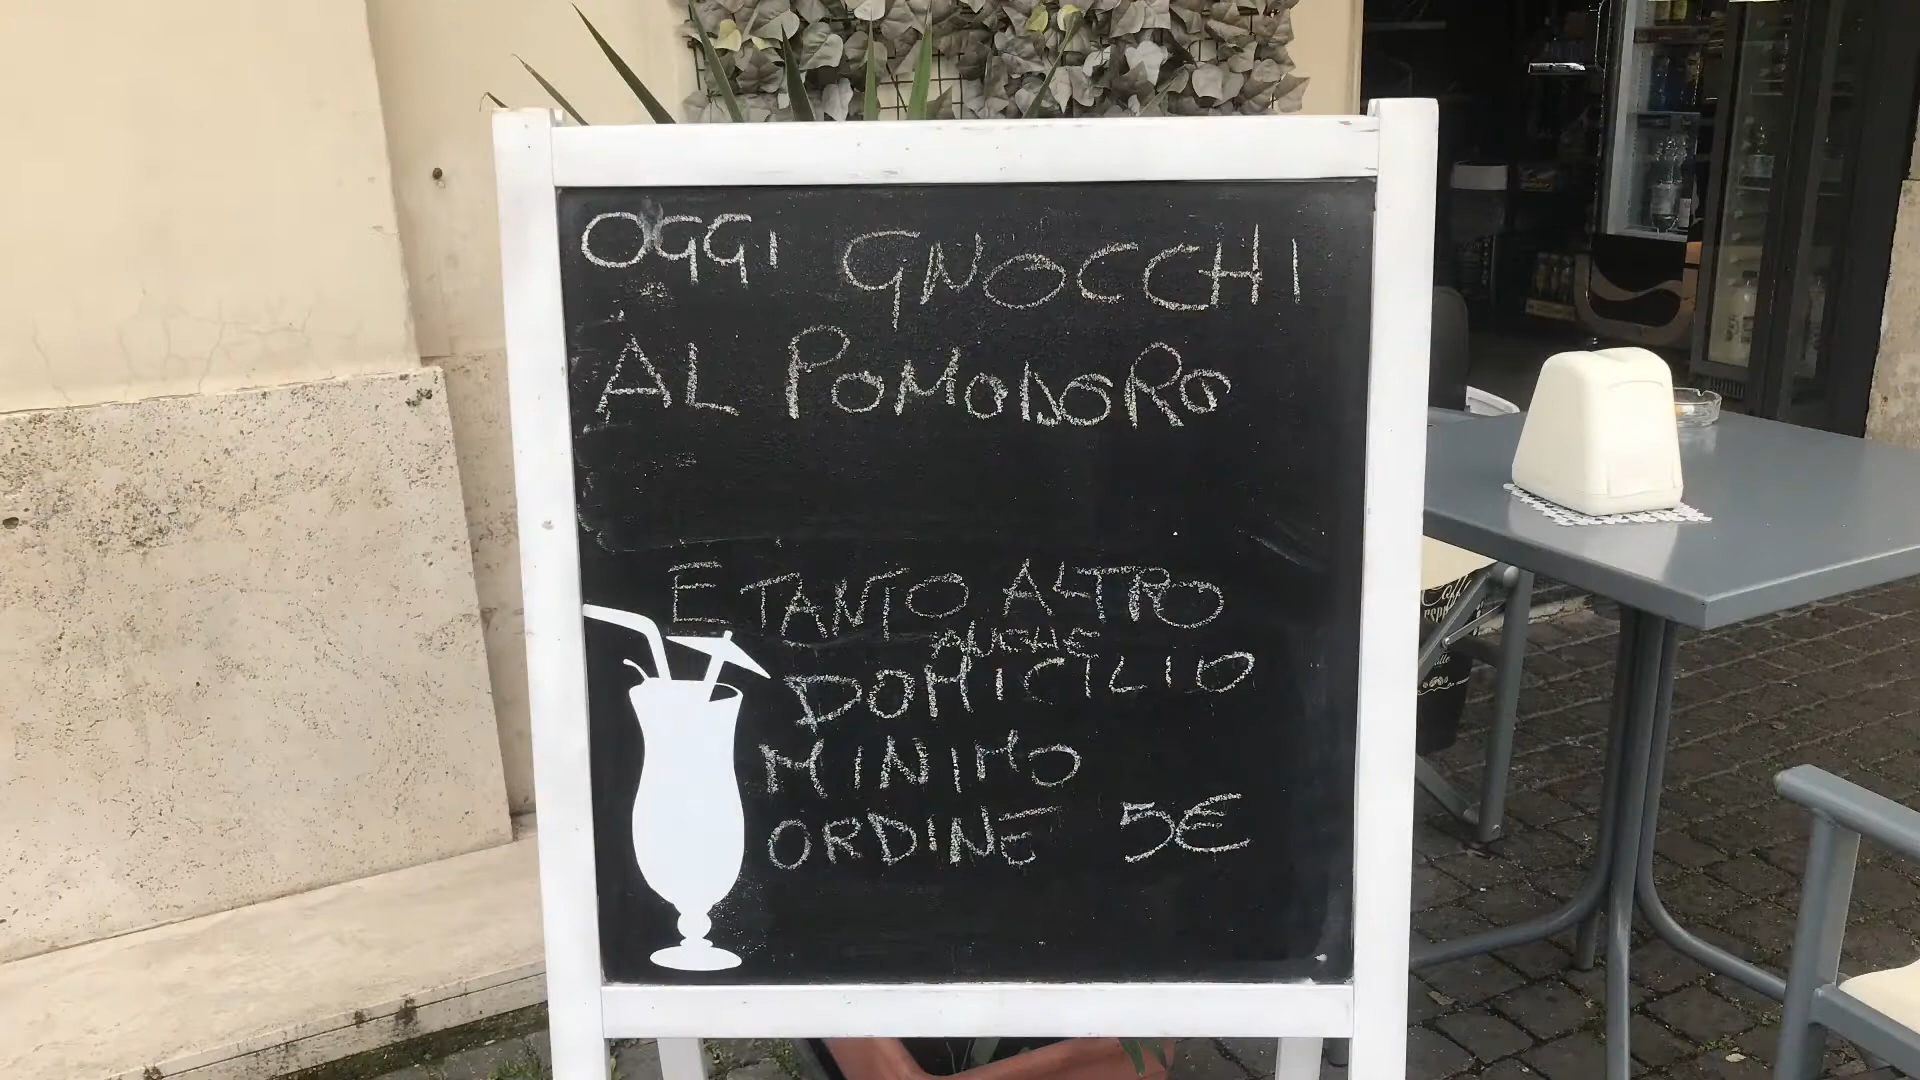 OGGI GNOCCHI
AL POMODORO
E TANTO ALTRO
ANCHE
DOMICILIO
MINIMO
ORDINE 5€